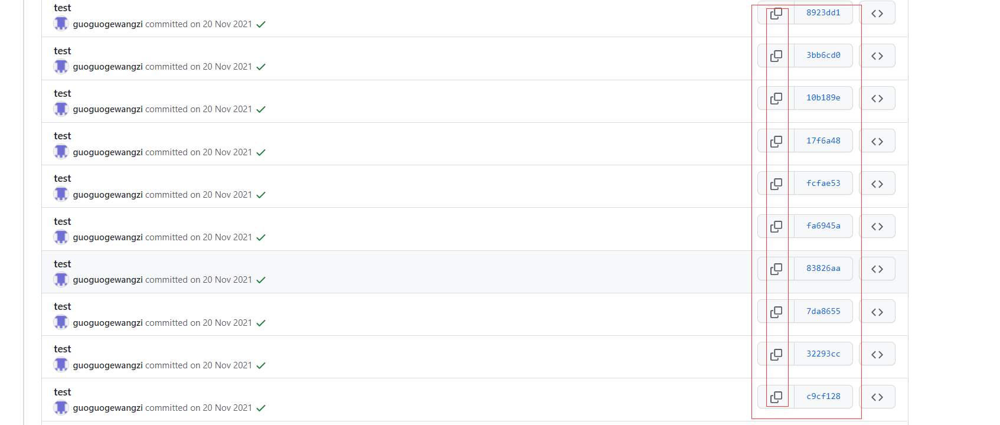 test
guoguogewangzi committed on 20 Nov 2021
8923dd1
test
guoguogewangzi committed on 20 Nov 2021
3bb6cd0
test
guoguogewangzi committed on 20 Nov 2021
10b189e
test
guoguogewangzi committed on 20 Nov 2021
17f6a48
test
guoguogewangzi committed on 20 Nov 2021
fcfae53
test
guoguogewangzi committed on 20 Nov 2021
fa6945a
test
guoguogewangzi committed on 20 Nov 2021
83826aa
test
guoguogewangzi committed on 20 Nov 2021
7da8655
test
guoguogewangzi committed on 20 Nov 2021
32293cc
test
guoguogewangzi committed on 20 Nov 2021
c9cf128